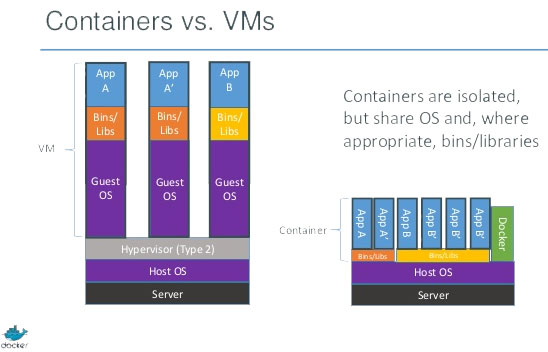 Containers vs. VMs
App
A
App
A’
App
B
Bins/
Libs
Bins/
Libs
Bins/
Libs
VM
Guest
OS
Guest
OS
Guest
OS
Hypervisor (Type 2)
Host OS
Server
Containers are isolated,
but share OS and, where
appropriate, bins/libraries
Container
App A
App A’
App B
App B’
App B’
App B’
Docker
Bins/Libs
Bins/Libs
Host OS
Server
docker